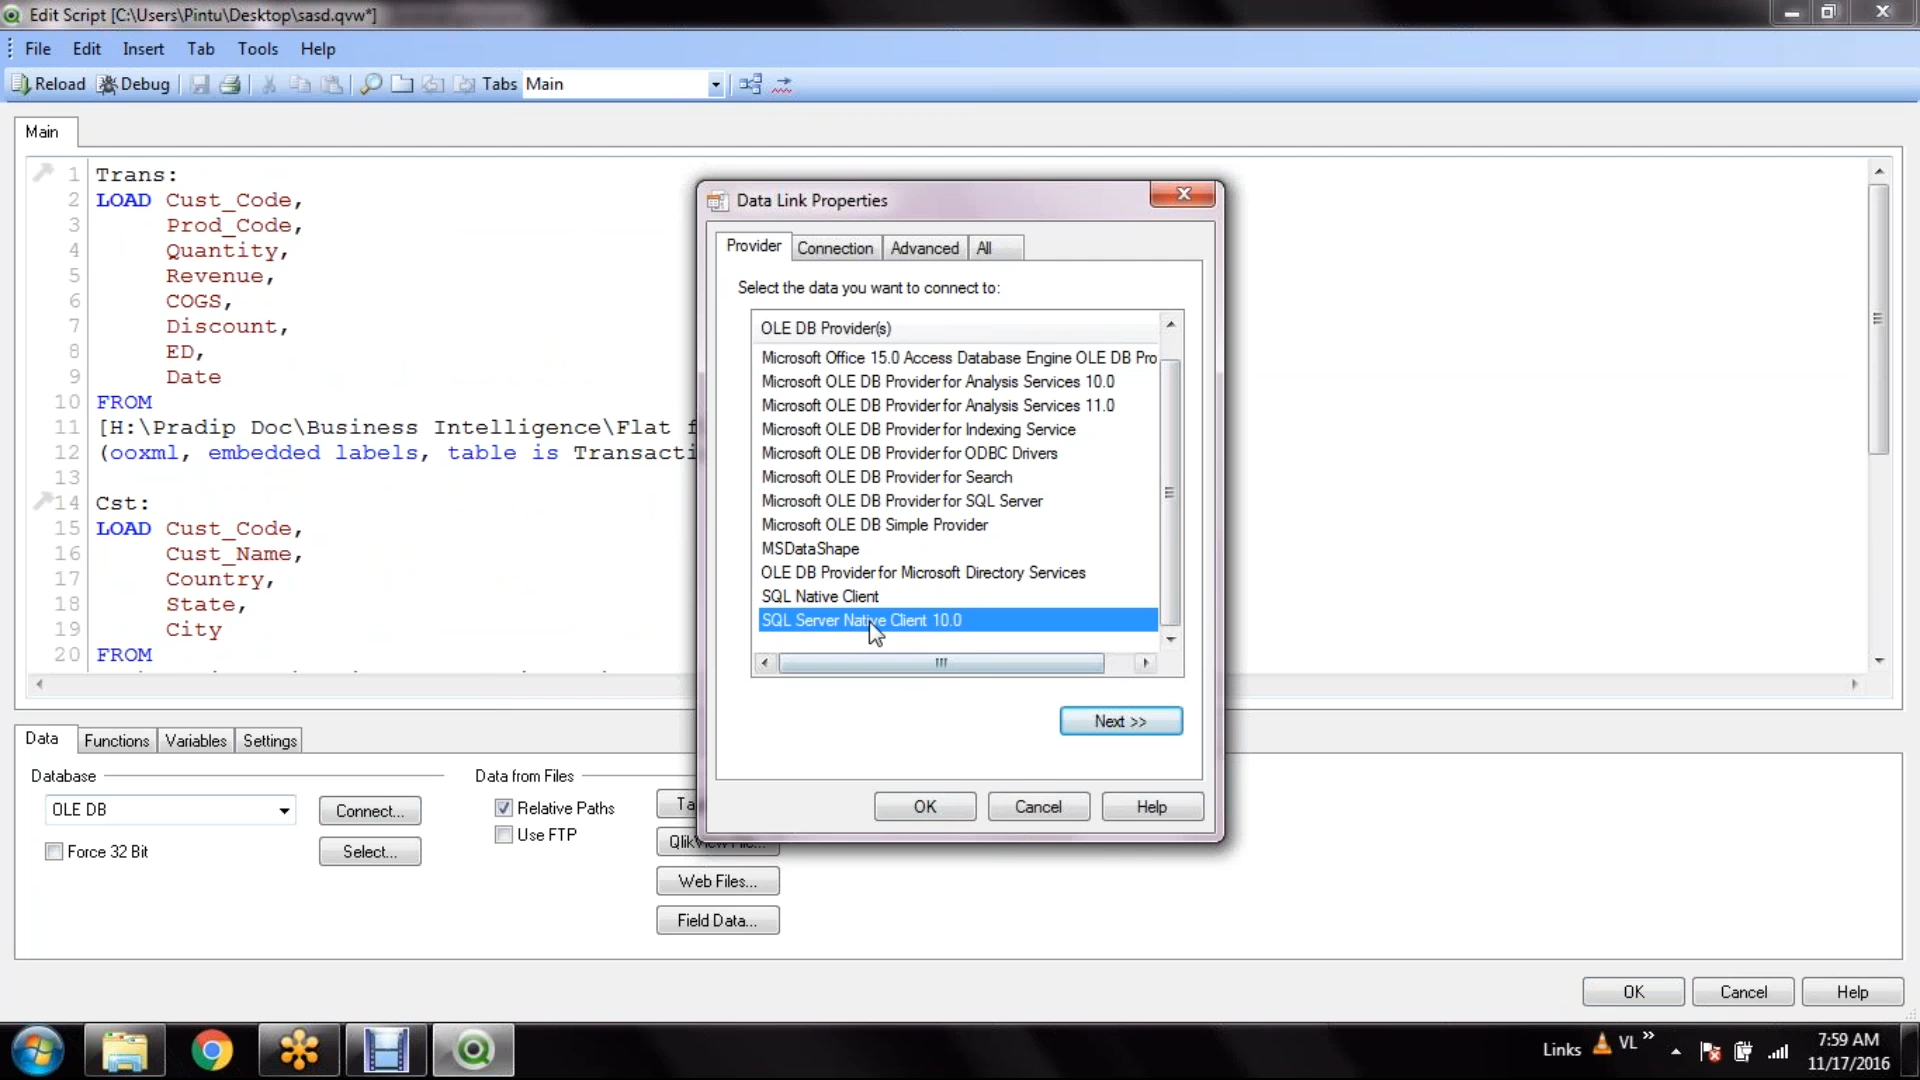 Edit Script [C:\Users\Pintu\Desktop\sasd.qvw*]
File Edit Insert Tab Tools Help
Reload Debug Tabs Main
Main
1 Trans:
2 LOAD Cust_Code,
3 Prod_Code,
4 Quantity,
5 Revenue,
6 COGS,
7 Discount,
8 ED,
9 Date
10 FROM
11 [H:\Pradip Doc\Business Intelligence\Flat f
12 (ooxml, embedded labels, table is Transacti
13
14 Cst:
15 LOAD Cust_Code,
16 Cust_Name,
17 Country,
18 State,
19 City
20 FROM
Data Link Properties
Provider Connection Advanced All
Select the data you want to connect to:
OLE DB Provider(s)
Microsoft Office 15.0 Access Database Engine OLE DB Pro
Microsoft OLE DB Provider for Analysis Services 10.0
Microsoft OLE DB Provider for Analysis Services 11.0
Microsoft OLE DB Provider for Indexing Service
Microsoft OLE DB Provider for ODBC Drivers
Microsoft OLE DB Provider for Search
Microsoft OLE DB Provider for SQL Server
Microsoft OLE DB Simple Provider
MSDataShape
OLE DB Provider for Microsoft Directory Services
SQL Native Client
SQL Server Native Client 10.0
Next >>
OK Cancel Help
Data Functions Variables Settings
Database
OLE DB
Connect...
Force 32 Bit
Select...
Data from Files
Relative Paths
Use FTP
Ta
Web Files...
Field Data...
OK Cancel Help
Links VL »
7:59 AM
11/17/2016